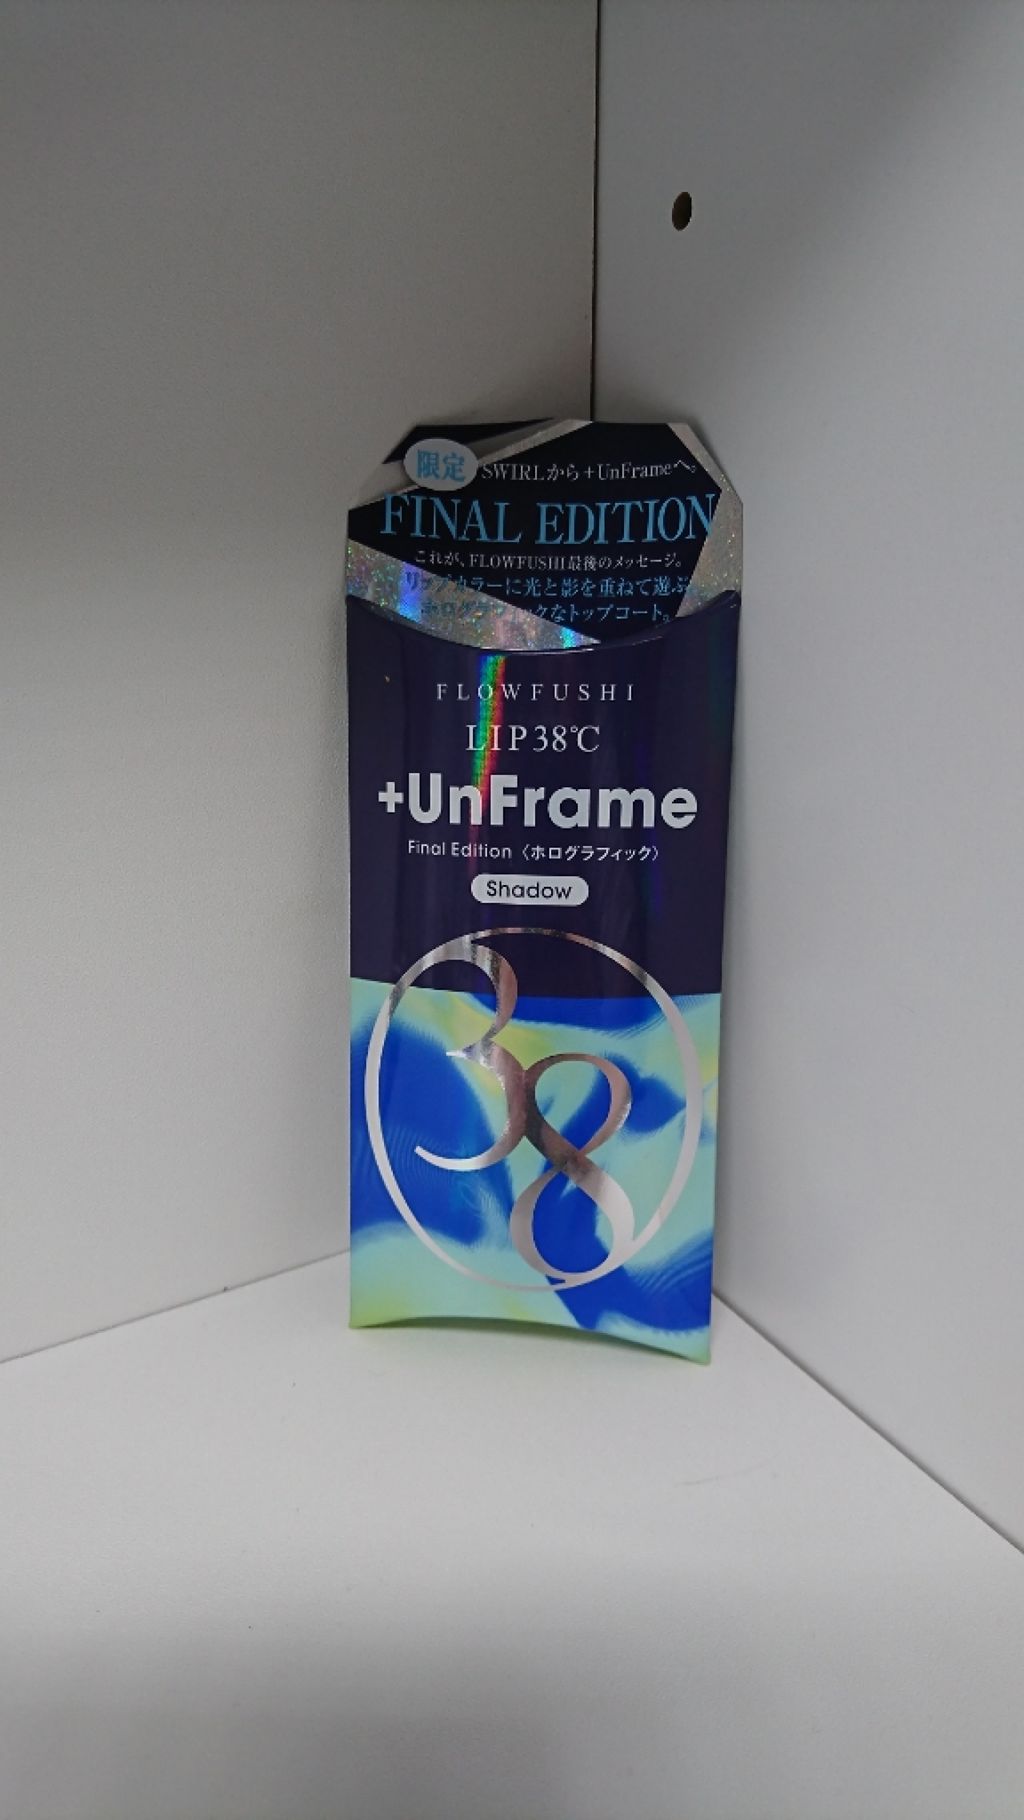 限定 SWIRLから+UnFrameへ。
FINAL EDITION
これが、FLOWFUSHI最後のメッセージ。
リップカラーに光と影を重ねて遊ぶ
ホログラフィックなトップコート。
FLOWFUSHI
LIP38℃
+UnFrame
Final Edition〈ホログラフィック〉
Shadow
38